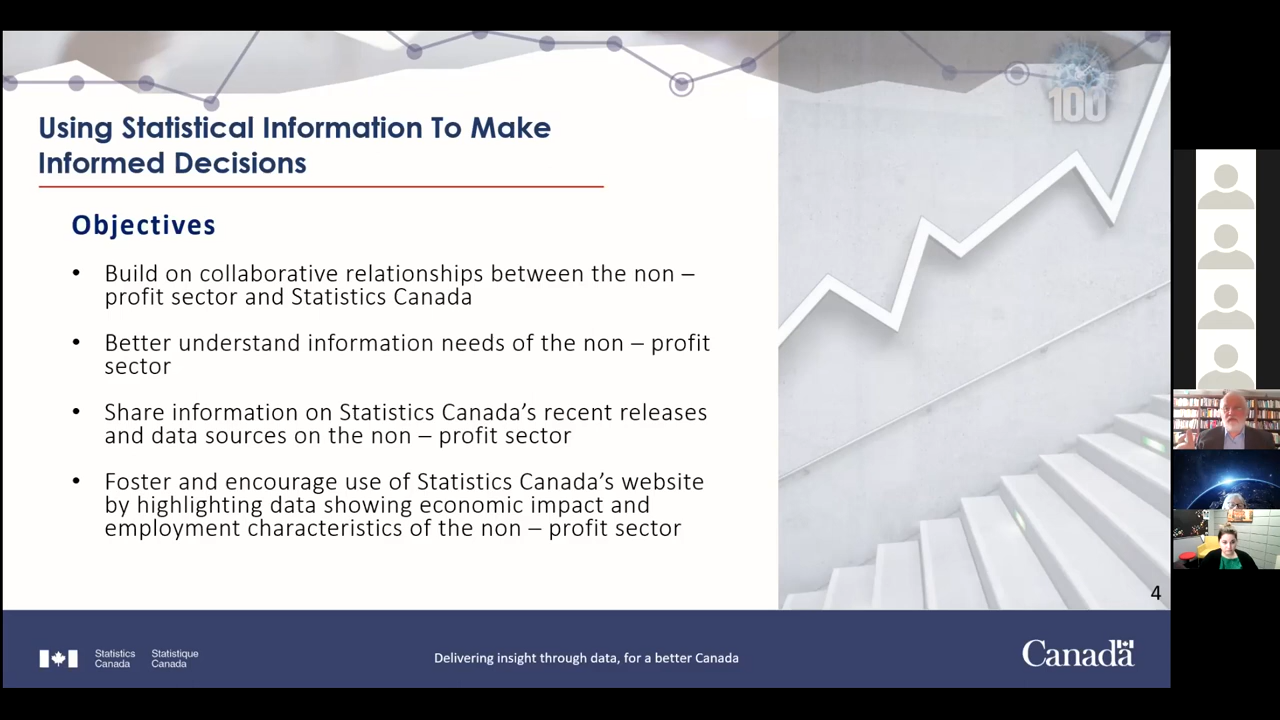 100
Using Statistical Information To Make
Informed Decisions
Objectives
• Build on collaborative relationships between the non –
profit sector and Statistics Canada
• Better understand information needs of the non – profit
sector
• Share information on Statistics Canada’s recent releases
and data sources on the non – profit sector
• Foster and encourage use of Statistics Canada’s website
by highlighting data showing economic impact and
employment characteristics of the non – profit sector
4
Statistics Statistique
Canada Canada
Delivering insight through data, for a better Canada
Canada